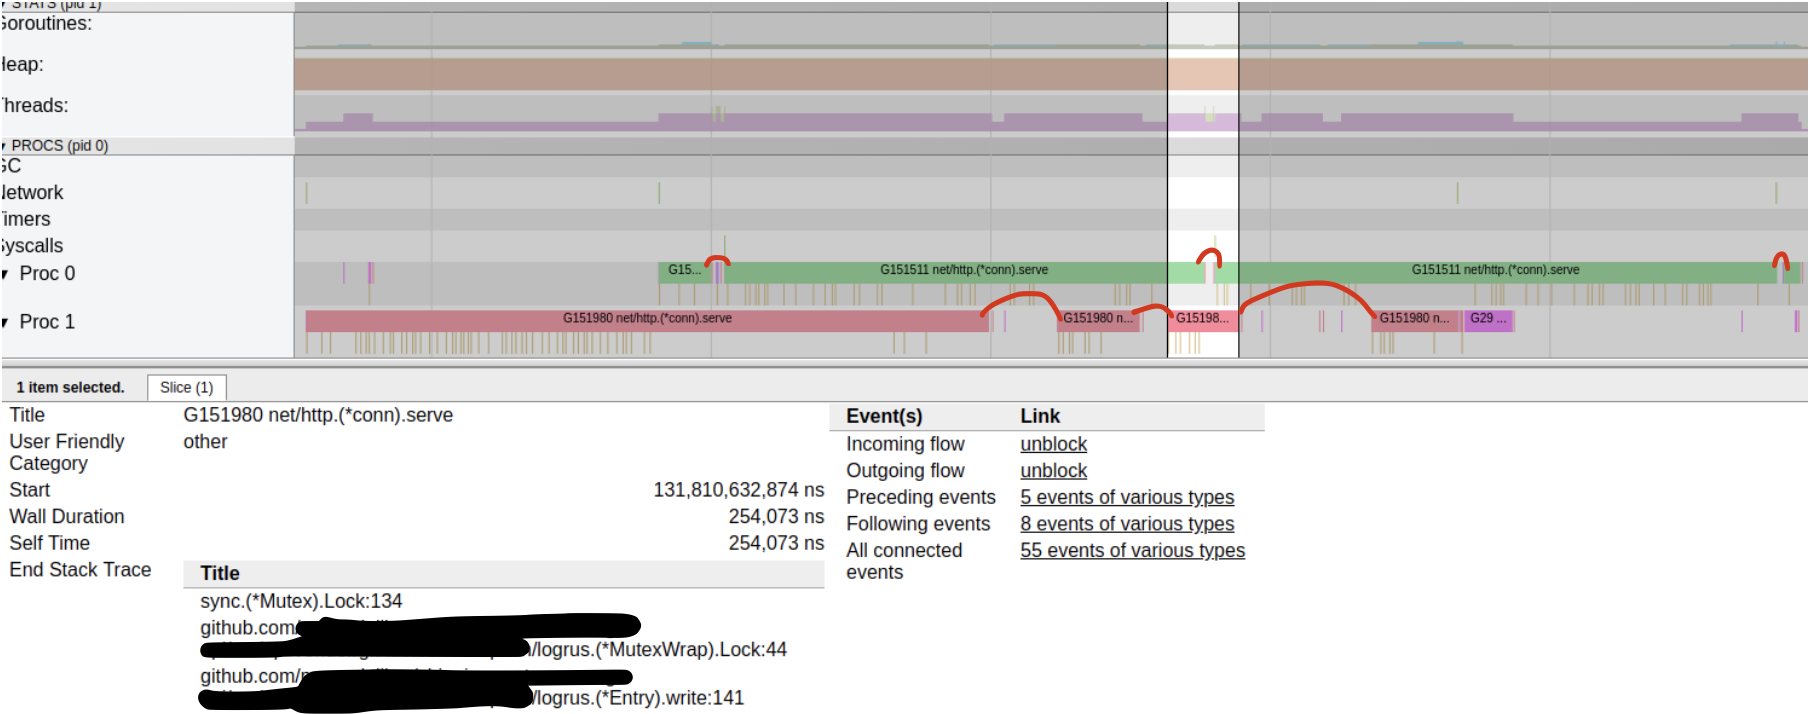 STATS (pid 1)
Goroutines:
Heap:
Threads:
PROCS (pid 0)
GC
Network
Timers
Syscalls
Proc 0
G15...
G151511 net/http.(*conn).serve
G151511 net/http.(*conn).serve
Proc 1
G151980 net/http.(*conn).serve
G151980 n...
G15198...
G151980 n...
G29 ...
1 item selected.
Slice (1)
Title
G151980 net/http.(*conn).serve
User Friendly Category
other
Start
131,810,632,874 ns
Wall Duration
254,073 ns
Self Time
254,073 ns
End Stack Trace
Title
sync.(*Mutex).Lock:134
github.com/
/logrus.(*MutexWrap).Lock:44
github.com/
/logrus.(*Entry).write:141
Event(s) Link
Incoming flow unblock
Outgoing flow unblock
Preceding events 5 events of various types
Following events 8 events of various types
All connected events 55 events of various types